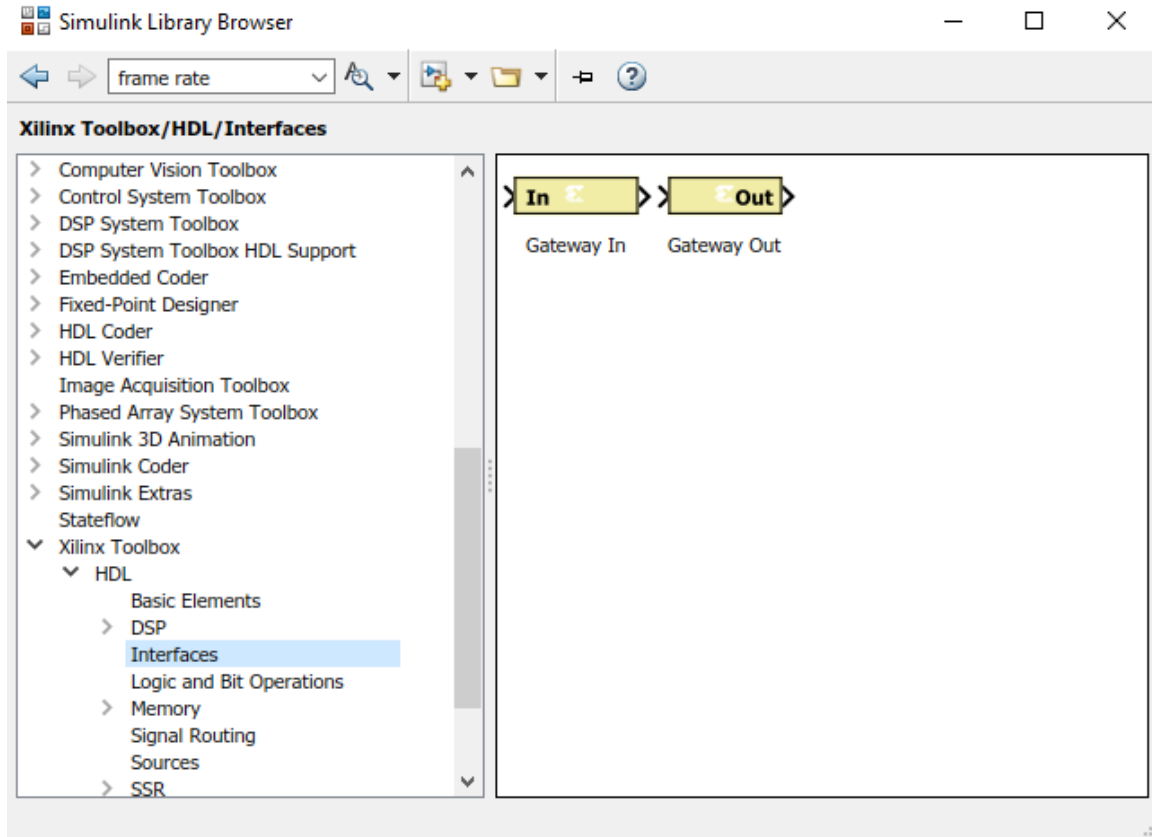 Simulink Library Browser
frame rate
Xilinx Toolbox/HDL/Interfaces
Computer Vision Toolbox
Control System Toolbox
DSP System Toolbox
DSP System Toolbox HDL Support
Embedded Coder
Fixed-Point Designer
HDL Coder
HDL Verifier
Image Acquisition Toolbox
Phased Array System Toolbox
Simulink 3D Animation
Simulink Coder
Simulink Extras
Stateflow
Xilinx Toolbox
HDL
Basic Elements
DSP
Interfaces
Logic and Bit Operations
Memory
Signal Routing
Sources
SSR
In Out
Gateway In Gateway Out